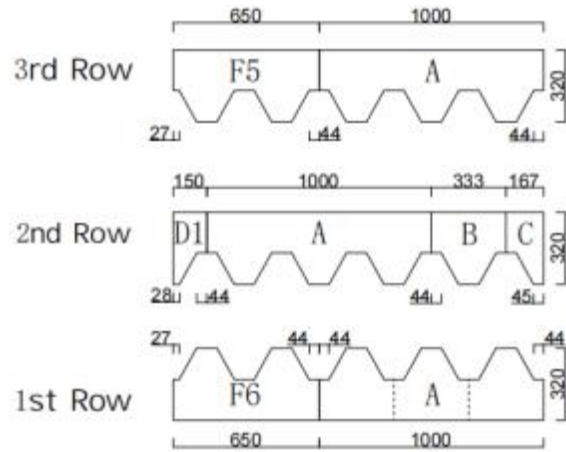 650 1000
3rd Row F5 A 320
27 44 44
150 1000 333 167
2nd Row D1 A B C 320
28 44 44 45
27 44 44 44
1st Row F6 A 320
650 1000